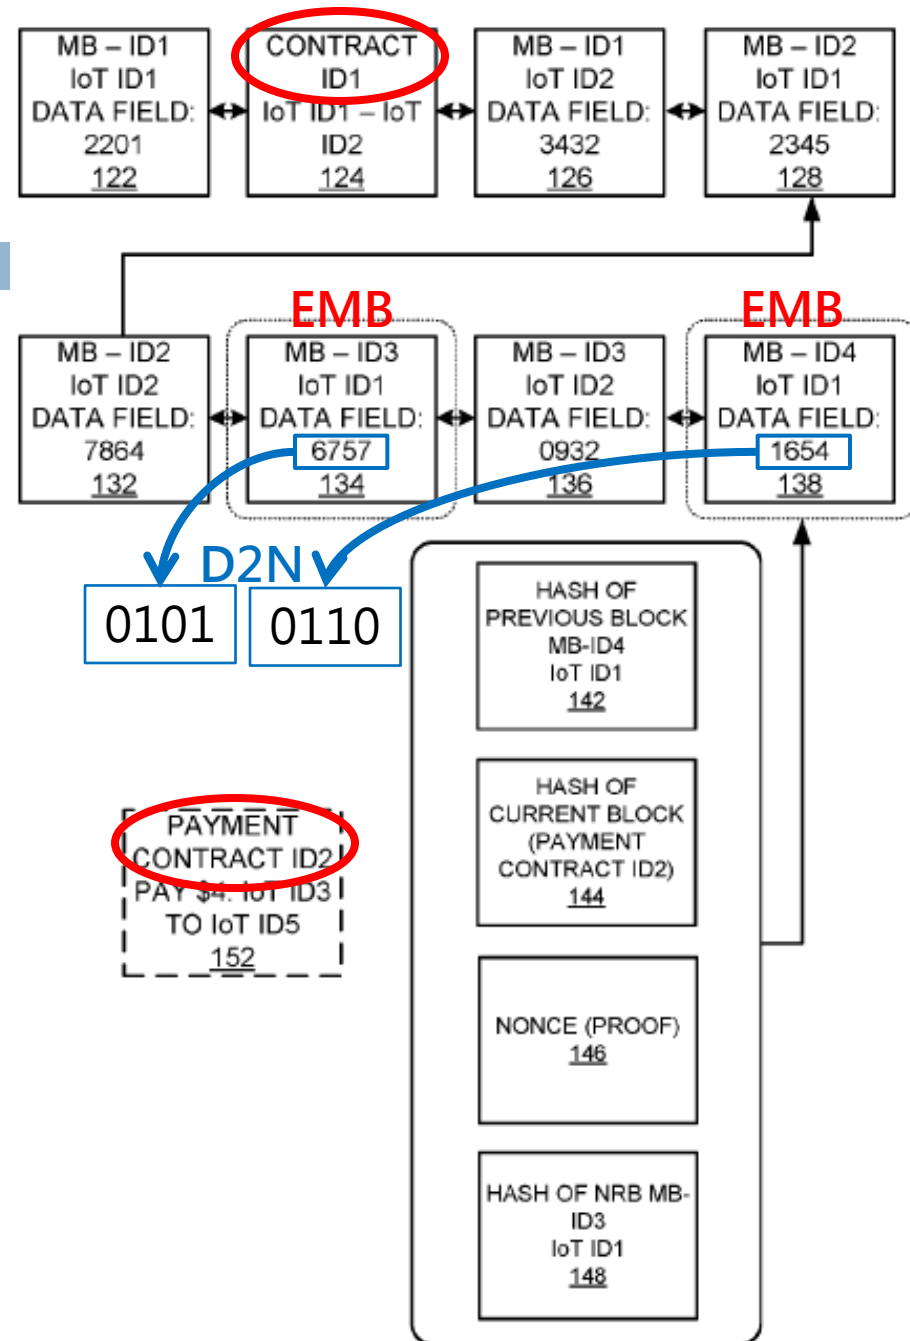 MB – ID1
IoT ID1
DATA FIELD:
2201
122
CONTRACT
ID1
IoT ID1 – IoT
ID2
124
MB – ID1
IoT ID2
DATA FIELD:
3432
126
MB – ID2
IoT ID1
DATA FIELD:
2345
128
EMB
EMB
MB – ID2
IoT ID2
DATA FIELD:
7864
132
MB – ID3
IoT ID1
DATA FIELD:
6757
134
MB – ID3
IoT ID2
DATA FIELD:
0932
136
MB – ID4
IoT ID1
DATA FIELD:
1654
138
D2N
0101
0110
HASH OF
PREVIOUS BLOCK
MB-ID4
IoT ID1
142
HASH OF
CURRENT BLOCK
(PAYMENT
CONTRACT ID2)
144
PAYMENT
CONTRACT ID2
PAY $4: IoT ID3
TO IoT ID5
152
NONCE (PROOF)
146
HASH OF NRB MB-
ID3
IoT ID1
148